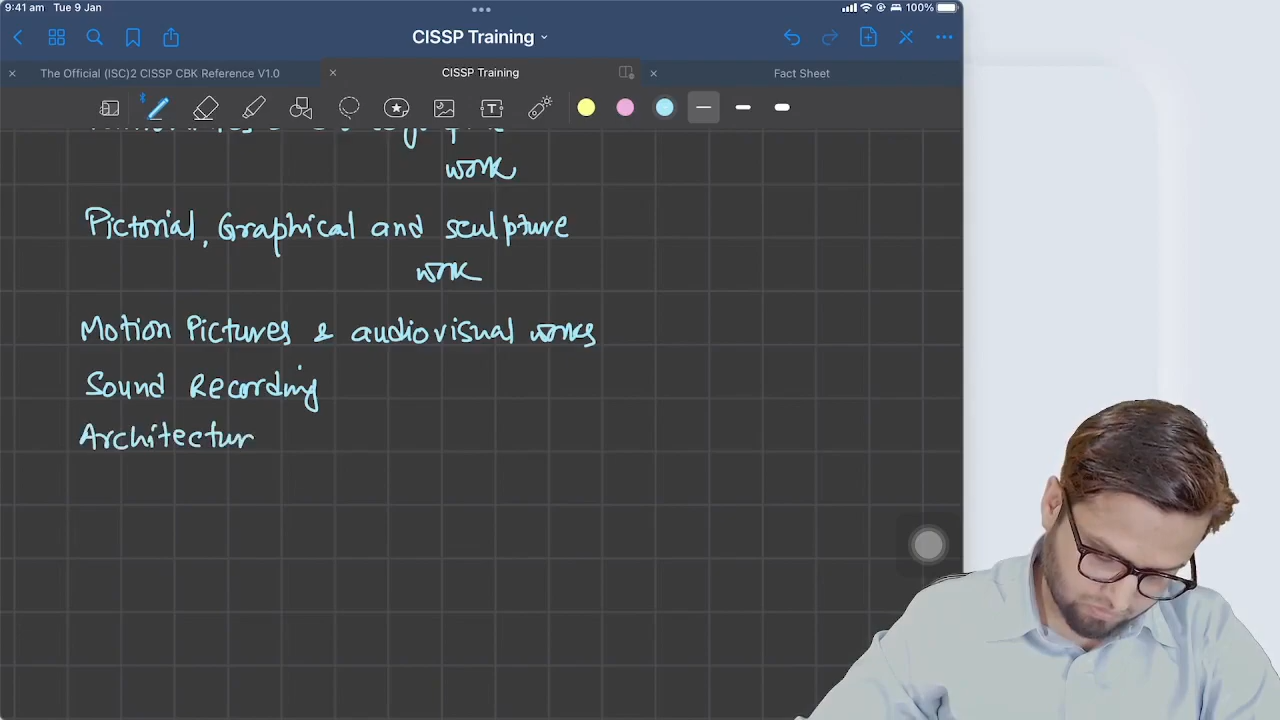 9:41 am Tue 9 Jan 100%
CISSP Training
The Official (ISC)2 CISSP CBK Reference V1.0 CISSP Training Fact Sheet
work
Pictorial, Graphical and sculpture
work
Motion Pictures & audiovisual works
Sound Recording
Architectur